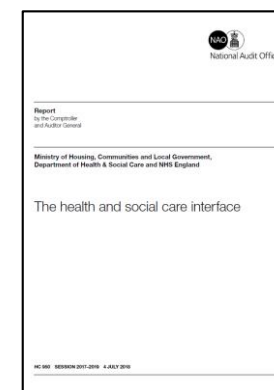 NAO
National Audit Offi
Report
by the Comptroller
and Auditor General
Ministry of Housing, Communities and Local Government,
Department of Health & Social Care and NHS England
The health and social care interface
HC 950 SESSION 2017–2019 4 JULY 2018